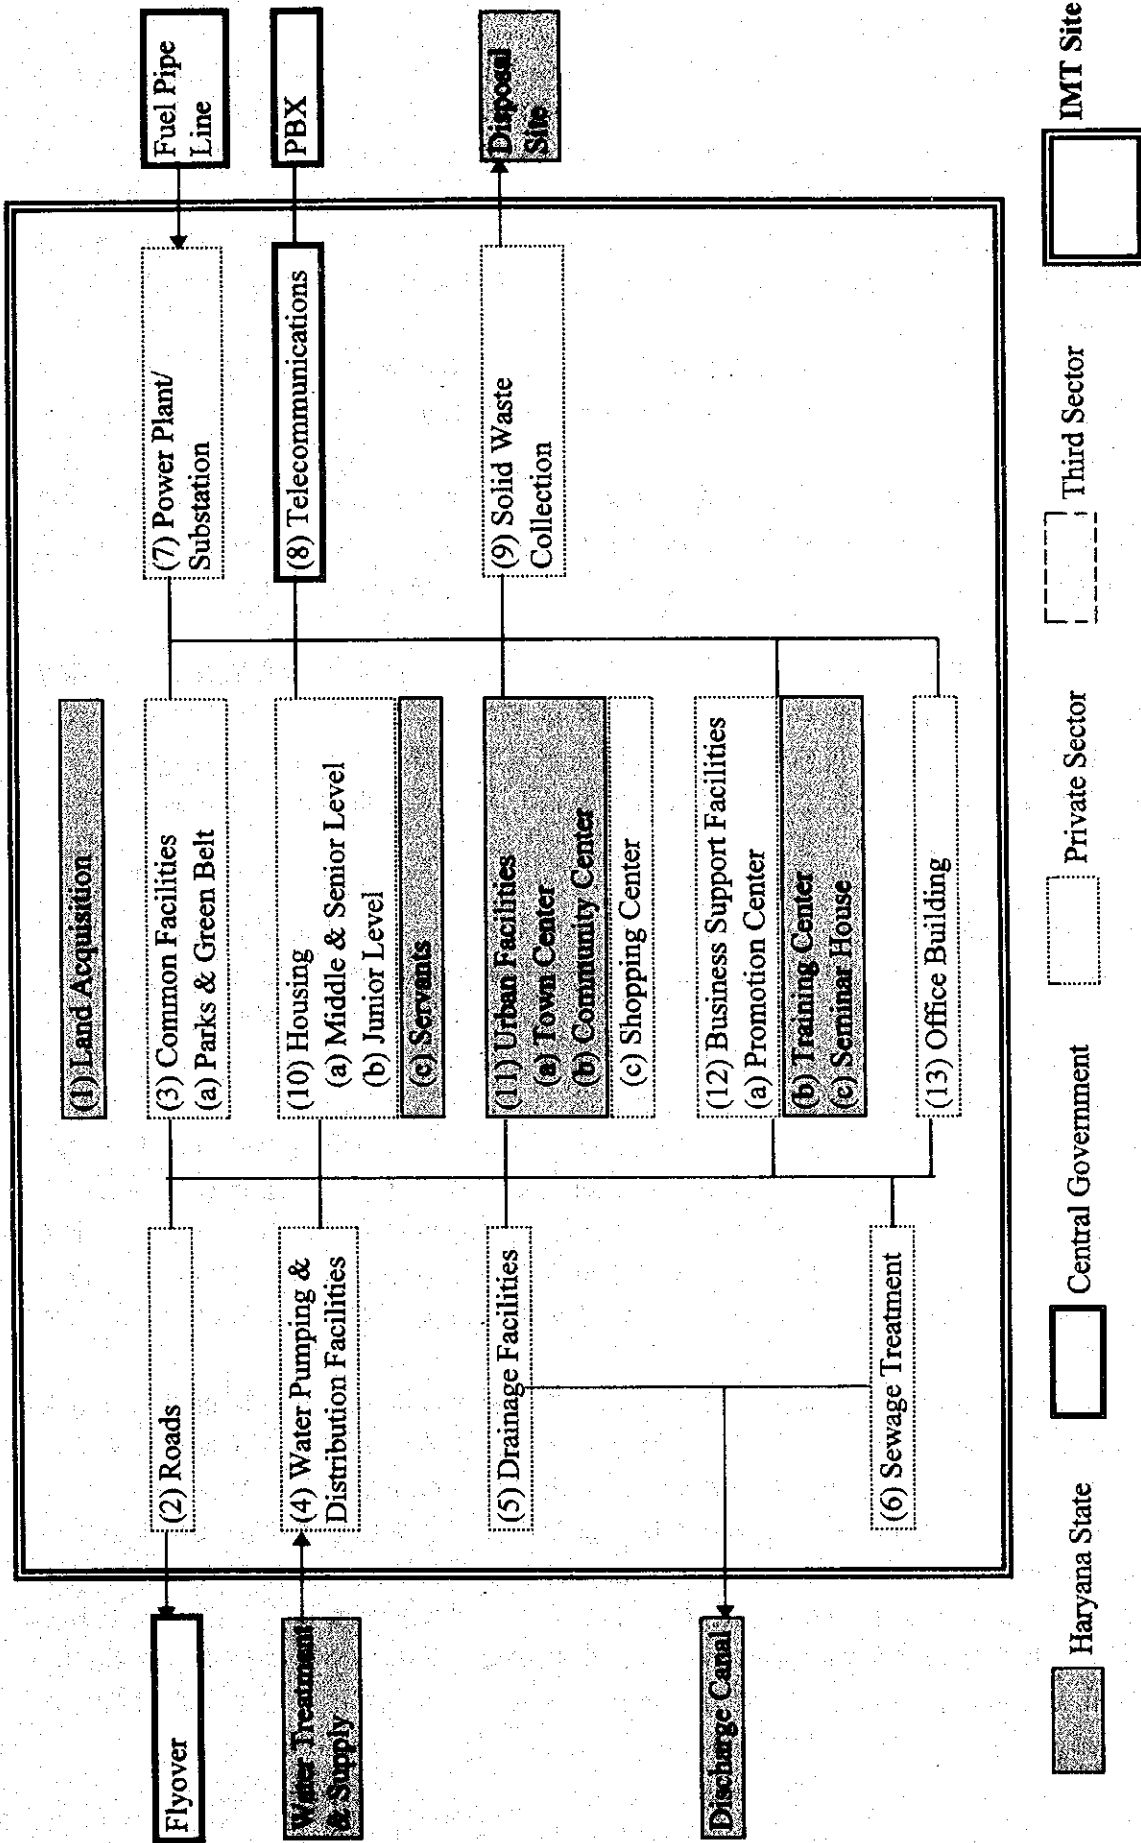 (1) Land Acquisition
Flyover
(2) Roads
(3) Common Facilities
(a) Parks & Green Belt
(7) Power Plant/
Substation
Fuel Pipe
Line
Water Treatment
& Supply
(4) Water Pumping &
Distribution Facilities
(10) Housing
(a) Middle & Senior Level
(b) Junior Level
(c) Servants
(8) Telecommunications
PBX
(5) Drainage Facilities
(11) Urban Facilities
(a) Town Center
(b) Community Center
(c) Shopping Center
(9) Solid Waste
Collection
Disposal
Site
Discharge Canal
(12) Business Support Facilities
(a) Promotion Center
(b) Training Center
(c) Seminar House
(6) Sewage Treatment
(13) Office Building
Haryana State
Central Government
Private Sector
Third Sector
IMT Site